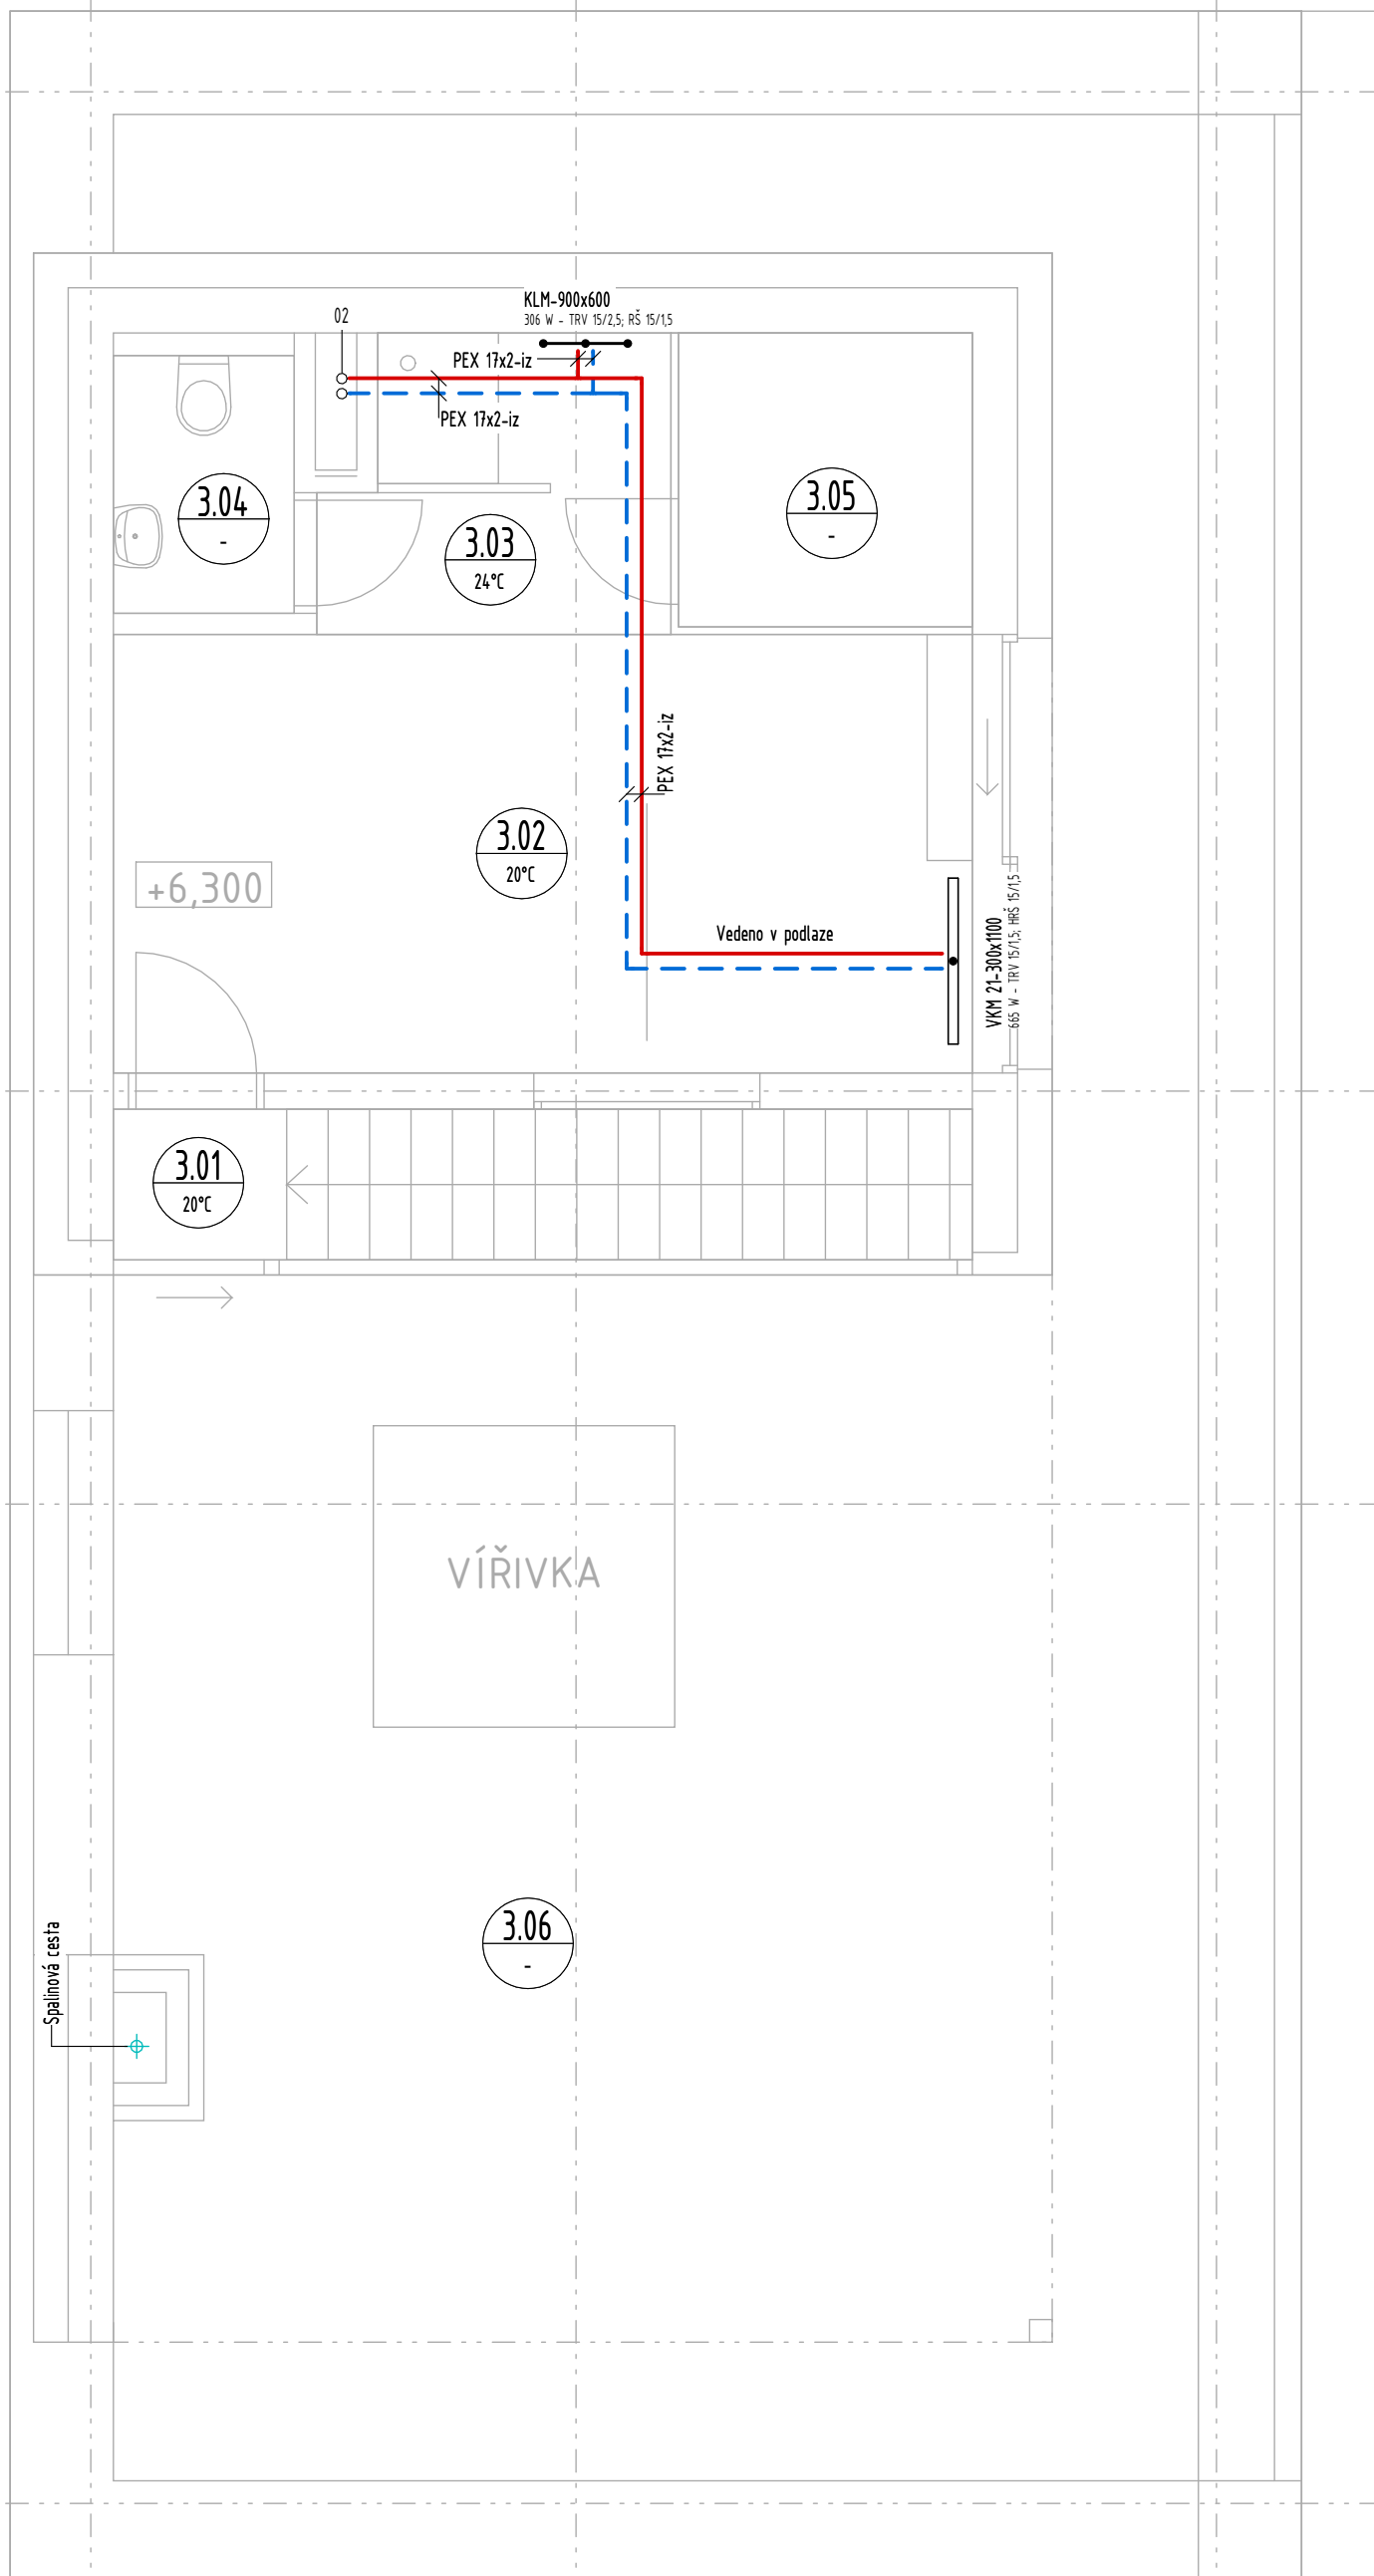 KLM-900x600
306 W - TRV 15/2,5; RŠ 15/1,5
02
PEX 17x2-iz
PEX 17x2-iz
3.04
-
3.05
-
3.03
24°C
PEX 17x2-iz
3.02
20°C
+6,300
Vedeno v podlaze
VKM 21-300x1100
665 W - TRV 15/1,5; HRŠ 15/1,5
3.01
20°C
VÍŘIVKA
3.06
-
Spalinová cesta